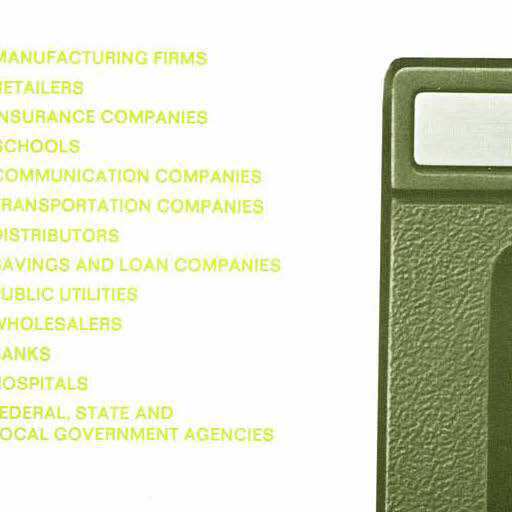 MANUFACTURING FIRMS
RETAILERS
INSURANCE COMPANIES
SCHOOLS
COMMUNICATION COMPANIES
TRANSPORTATION COMPANIES
DISTRIBUTORS
SAVINGS AND LOAN COMPANIES
PUBLIC UTILITIES
WHOLESALERS
BANKS
HOSPITALS
FEDERAL, STATE AND
LOCAL GOVERNMENT AGENCIES